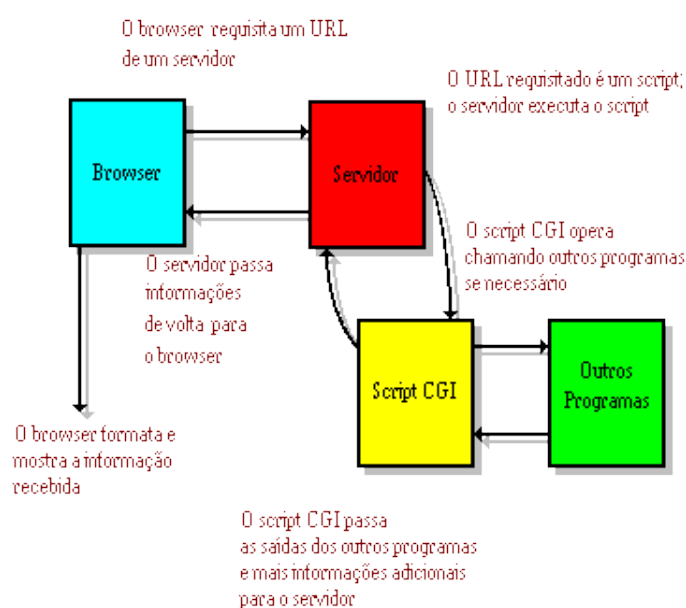 O browser requisita um URL
de um servidor
O URL requisitado é um script;
o servidor executa o script
Browser
Servidor
O script CGI opera
chamando outros programas
se necessário
O servidor passa
informações
de volta para
o browser
Script CGI
Outros
Programas
O browser formata e
mostra a informação
recebida
O script CGI passa
as saídas dos outros programas
e mais informações adicionais
para o servidor